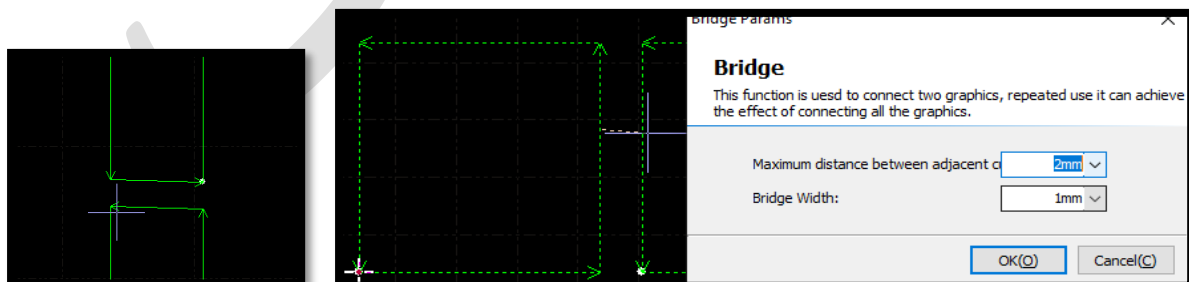 Bridge Params
Bridge
This function is uesd to connect two graphics, repeated use it can achieve
the effect of connecting all the graphics.
Maximum distance between adjacent
2mm
Bridge Width:
1mm
OK(O)
Cancel(C)